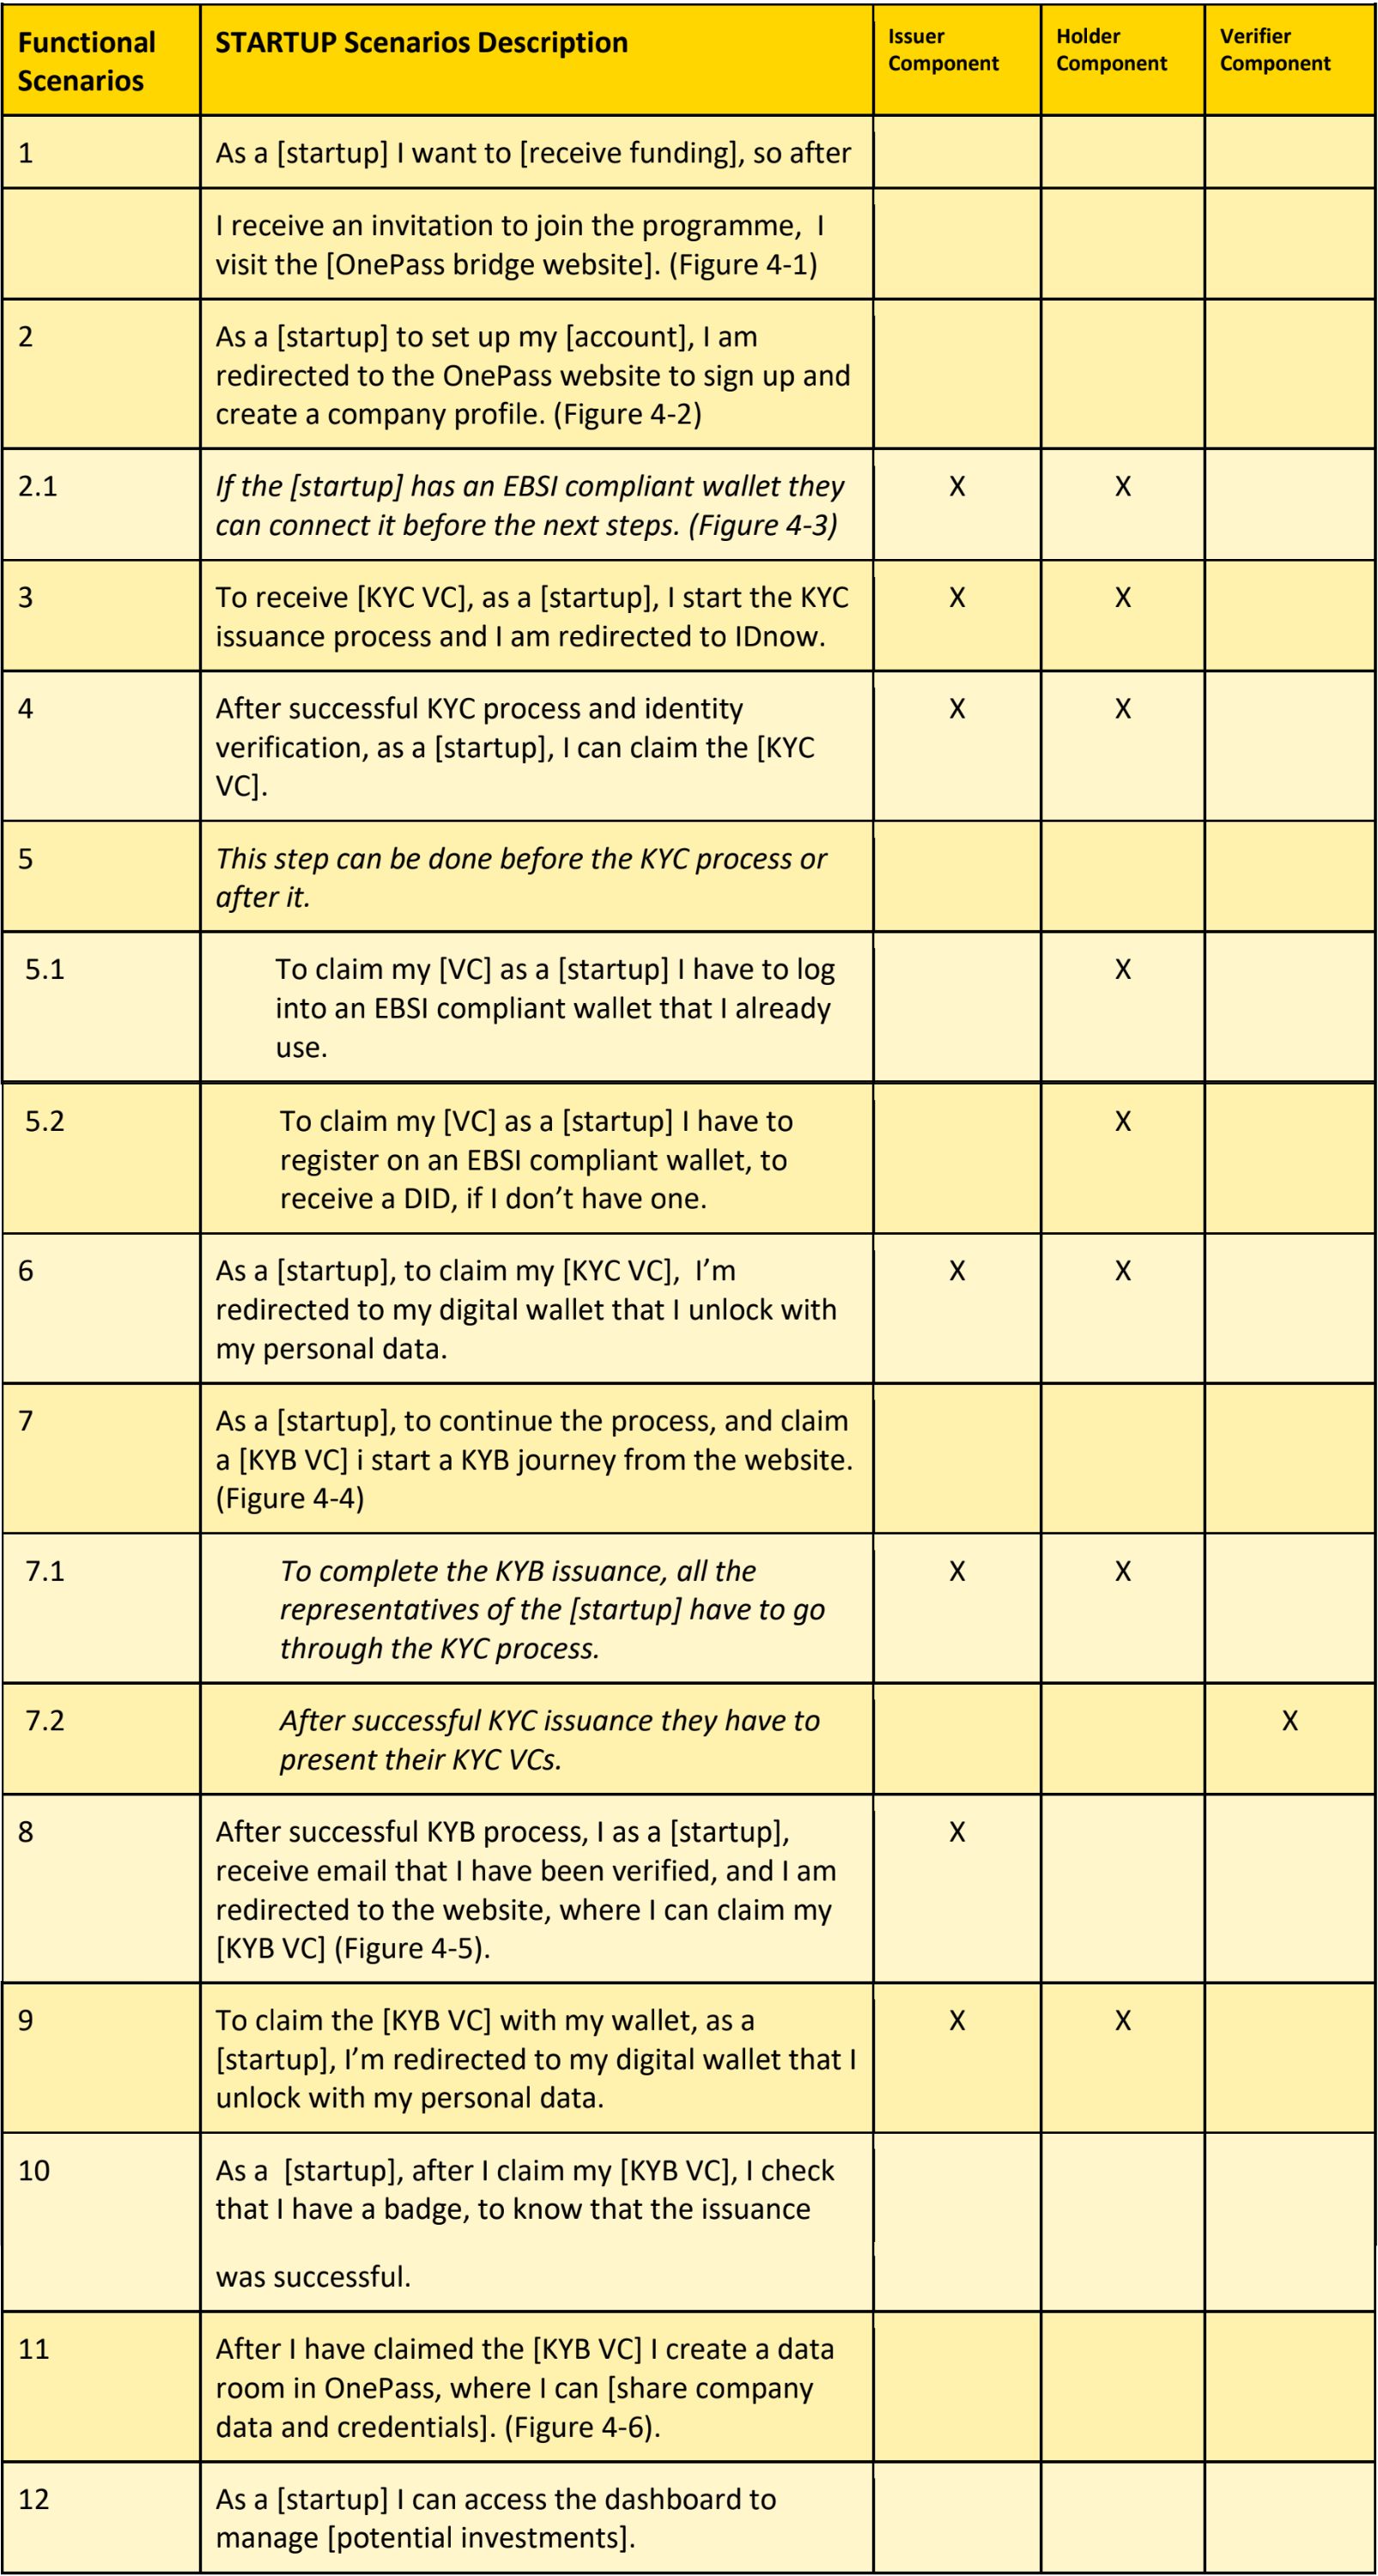 Functional Scenarios
STARTUP Scenarios Description
Issuer Component
Holder Component
Verifier Component
1
As a [startup] I want to [receive funding], so after
I receive an invitation to join the programme,  I
visit the [OnePass bridge website]. (Figure 4-1)
2
As a [startup] to set up my [account], I am
redirected to the OnePass website to sign up and
create a company profile. (Figure 4-2)
2.1
If the [startup] has an EBSI compliant wallet they
can connect it before the next steps. (Figure 4-3)
X
X
3
To receive [KYC VC], as a [startup], I start the KYC
issuance process and I am redirected to IDnow.
X
X
4
After successful KYC process and identity
verification, as a [startup], I can claim the [KYC
VC].
X
X
5
This step can be done before the KYC process or
after it.
5.1
To claim my [VC] as a [startup] I have to log
into an EBSI compliant wallet that I already
use.
X
5.2
To claim my [VC] as a [startup] I have to
register on an EBSI compliant wallet, to
receive a DID, if I don’t have one.
X
6
As a [startup], to claim my [KYC VC],  I’m
redirected to my digital wallet that I unlock with
my personal data.
X
X
7
As a [startup], to continue the process, and claim
a [KYB VC] i start a KYB journey from the website.
(Figure 4-4)
7.1
To complete the KYB issuance, all the
representatives of the [startup] have to go
through the KYC process.
X
X
7.2
After successful KYC issuance they have to
present their KYC VCs.
X
8
After successful KYB process, I as a [startup],
receive email that I have been verified, and I am
redirected to the website, where I can claim my
[KYB VC] (Figure 4-5).
X
9
To claim the [KYB VC] with my wallet, as a
[startup], I’m redirected to my digital wallet that I
unlock with my personal data.
X
X
10
As a  [startup], after I claim my [KYB VC], I check
that I have a badge, to know that the issuance
was successful.
11
After I have claimed the [KYB VC] I create a data
room in OnePass, where I can [share company
data and credentials]. (Figure 4-6).
12
As a [startup] I can access the dashboard to
manage [potential investments].